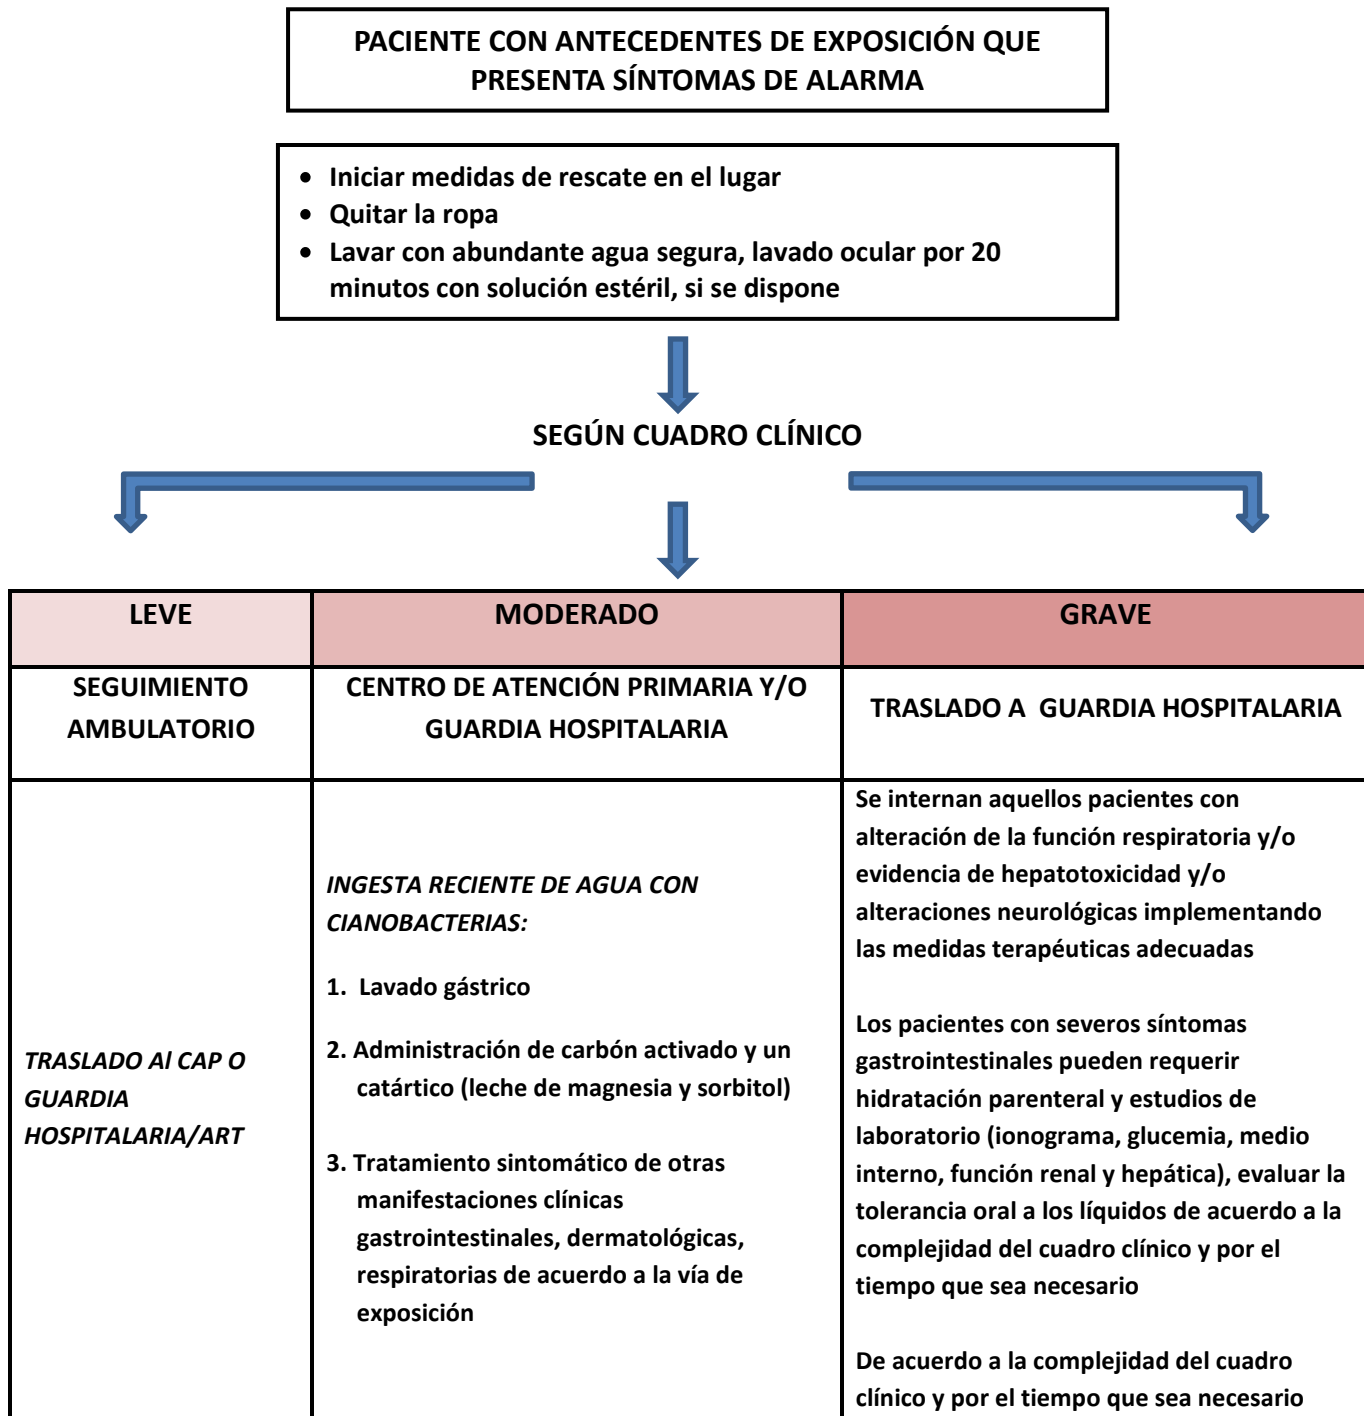 PACIENTE CON ANTECEDENTES DE EXPOSICIÓN QUE
PRESENTA SÍNTOMAS DE ALARMA
• Iniciar medidas de rescate en el lugar
• Quitar la ropa
• Lavar con abundante agua segura, lavado ocular por 20
minutos con solución estéril, si se dispone
SEGÚN CUADRO CLÍNICO
LEVE
MODERADO
GRAVE
SEGUIMIENTO
AMBULATORIO
CENTRO DE ATENCIÓN PRIMARIA Y/O
GUARDIA HOSPITALARIA
TRASLADO A GUARDIA HOSPITALARIA
TRASLADO Al CAP O
GUARDIA
HOSPITALARIA/ART
INGESTA RECIENTE DE AGUA CON
CIANOBACTERIAS:
1. Lavado gástrico
2. Administración de carbón activado y un
catártico (leche de magnesia y sorbitol)
3. Tratamiento sintomático de otras
manifestaciones clínicas
gastrointestinales, dermatológicas,
respiratorias de acuerdo a la vía de
exposición
Se internan aquellos pacientes con
alteración de la función respiratoria y/o
evidencia de hepatotoxicidad y/o
alteraciones neurológicas implementando
las medidas terapéuticas adecuadas
Los pacientes con severos síntomas
gastrointestinales pueden requerir
hidratación parenteral y estudios de
laboratorio (ionograma, glucemia, medio
interno, función renal y hepática), evaluar la
tolerancia oral a los líquidos de acuerdo a la
complejidad del cuadro clínico y por el
tiempo que sea necesario
De acuerdo a la complejidad del cuadro
clínico y por el tiempo que sea necesario